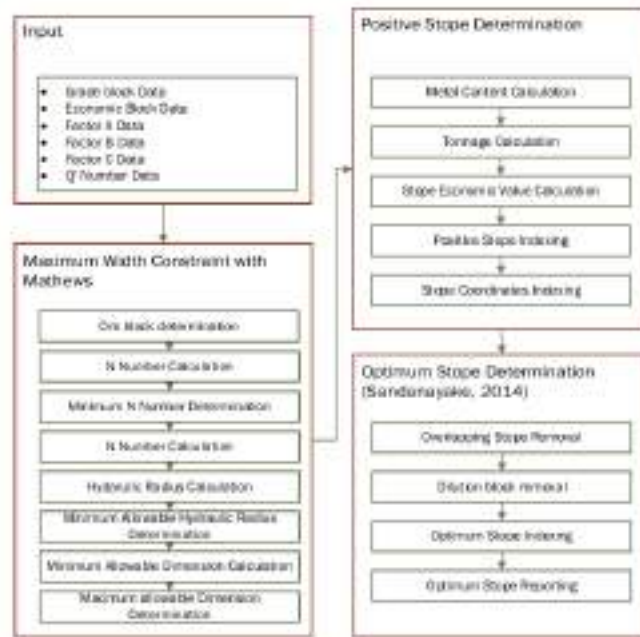 Input
Grade block Data
Economic Block Data
Factor A Data
Factor B Data
Factor C Data
Q' Number Data
Maximum Width Constraint with
Mathews
Ore block determination
N Number Calculation
Minimum N Number Determination
N Number Calculation
Hydraulic Radius Calculation
Minimum Allowable Hydraulic Radius
Determination
Minimum Allowable Dimension Calculation
Maximum allowable Dimension
Determination
Positive Stope Determination
Metal Content Calculation
Tonnage Calculation
Stope Economic Value Calculation
Positive Stope Indexing
Stope Coordinates Indexing
Optimum Stope Determination
(Sandanayake, 2014)
Overlapping Stope Removal
Dilution block removal
Optimum Stope Indexing
Optimum Stope Reporting